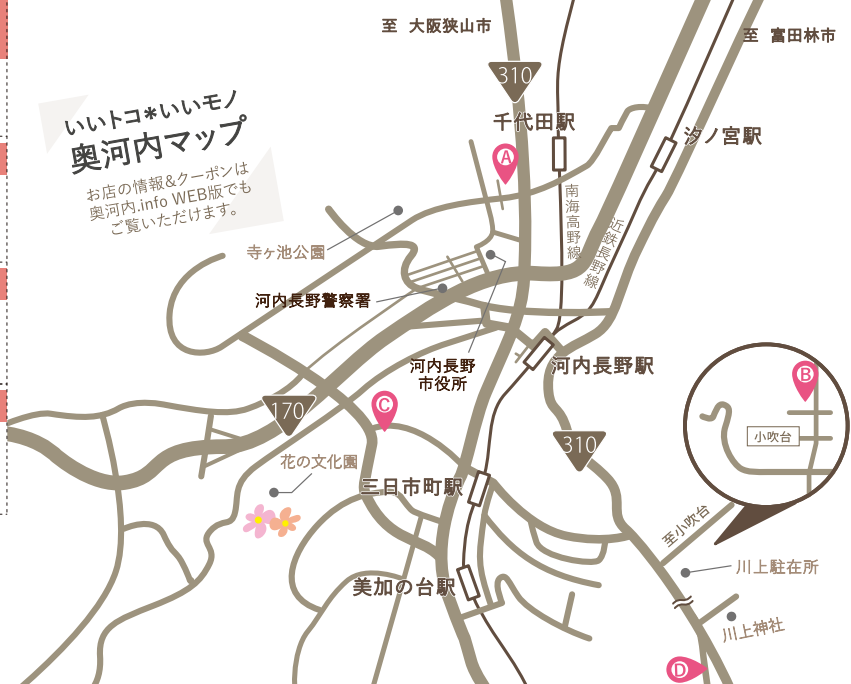 至 大阪狭山市
至 富田林市
310
いいトコ*いいモノ
奥河内マップ
お店の情報&クーポンは
奥河内.info WEB版でも
ご覧いただけます。
千代田駅
汐ノ宮駅
A
南海高野線
近鉄長野線
寺ヶ池公園
河内長野警察署
河内長野
市役所
河内長野駅
B
小吹台
170
C
310
花の文化園
三日市町駅
至小吹台
美加の台駅
川上駐在所
川上神社
D